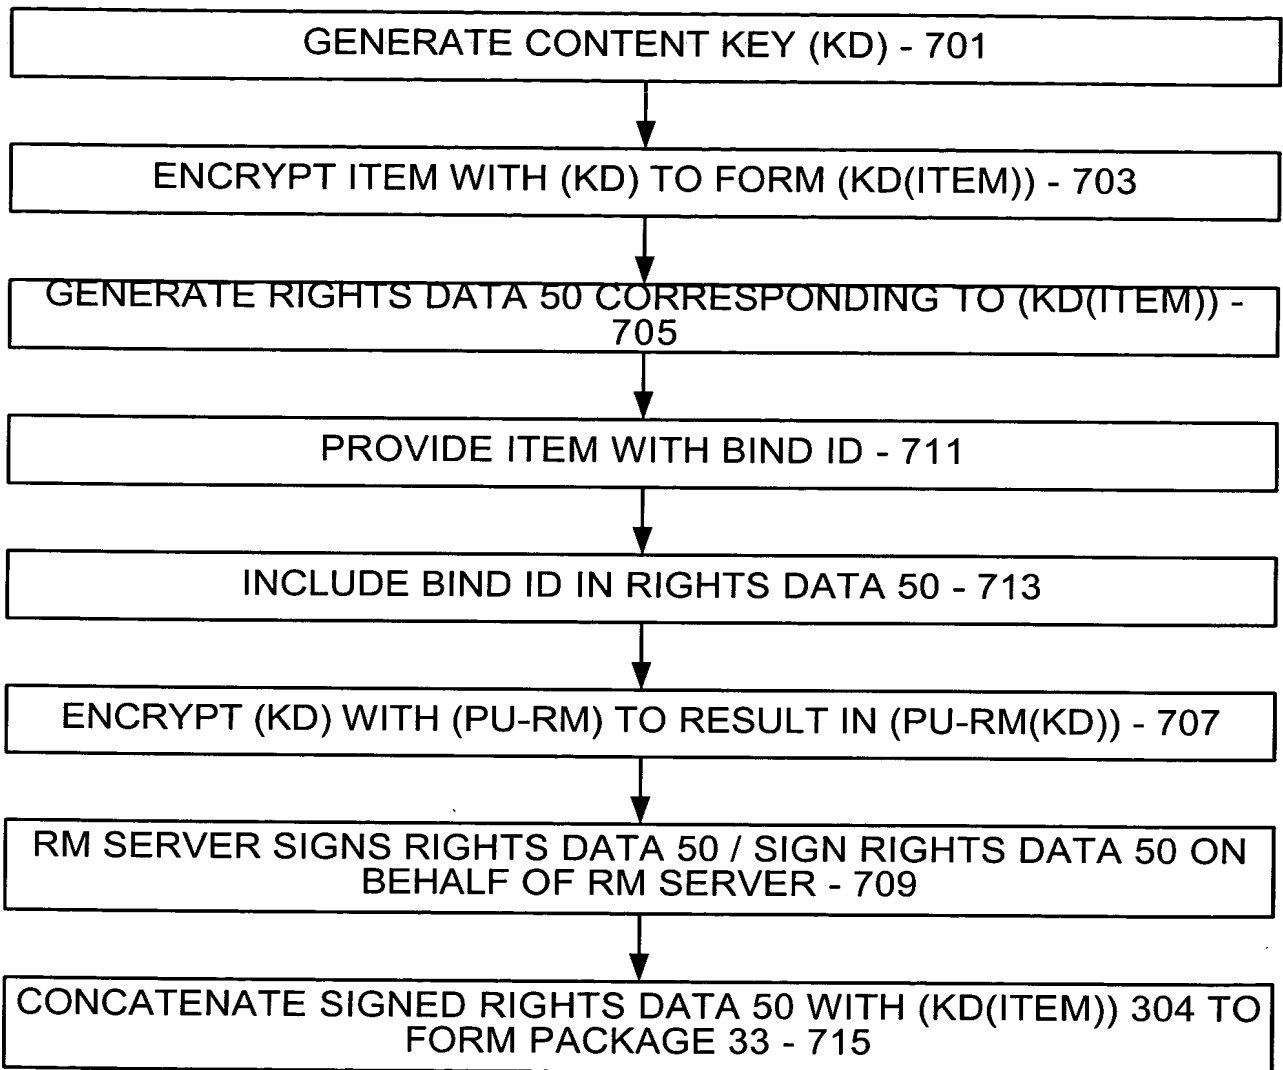 GENERATE CONTENT KEY (KD) - 701
ENCRYPT ITEM WITH (KD) TO FORM (KD(ITEM)) - 703
GENERATE RIGHTS DATA 50 CORRESPONDING TO (KD(ITEM)) -
705
PROVIDE ITEM WITH BIND ID - 711
INCLUDE BIND ID IN RIGHTS DATA 50 - 713
ENCRYPT (KD) WITH (PU-RM) TO RESULT IN (PU-RM(KD)) - 707
RM SERVER SIGNS RIGHTS DATA 50 / SIGN RIGHTS DATA 50 ON
BEHALF OF RM SERVER - 709
CONCATENATE SIGNED RIGHTS DATA 50 WITH (KD(ITEM)) 304 TO
FORM PACKAGE 33 - 715